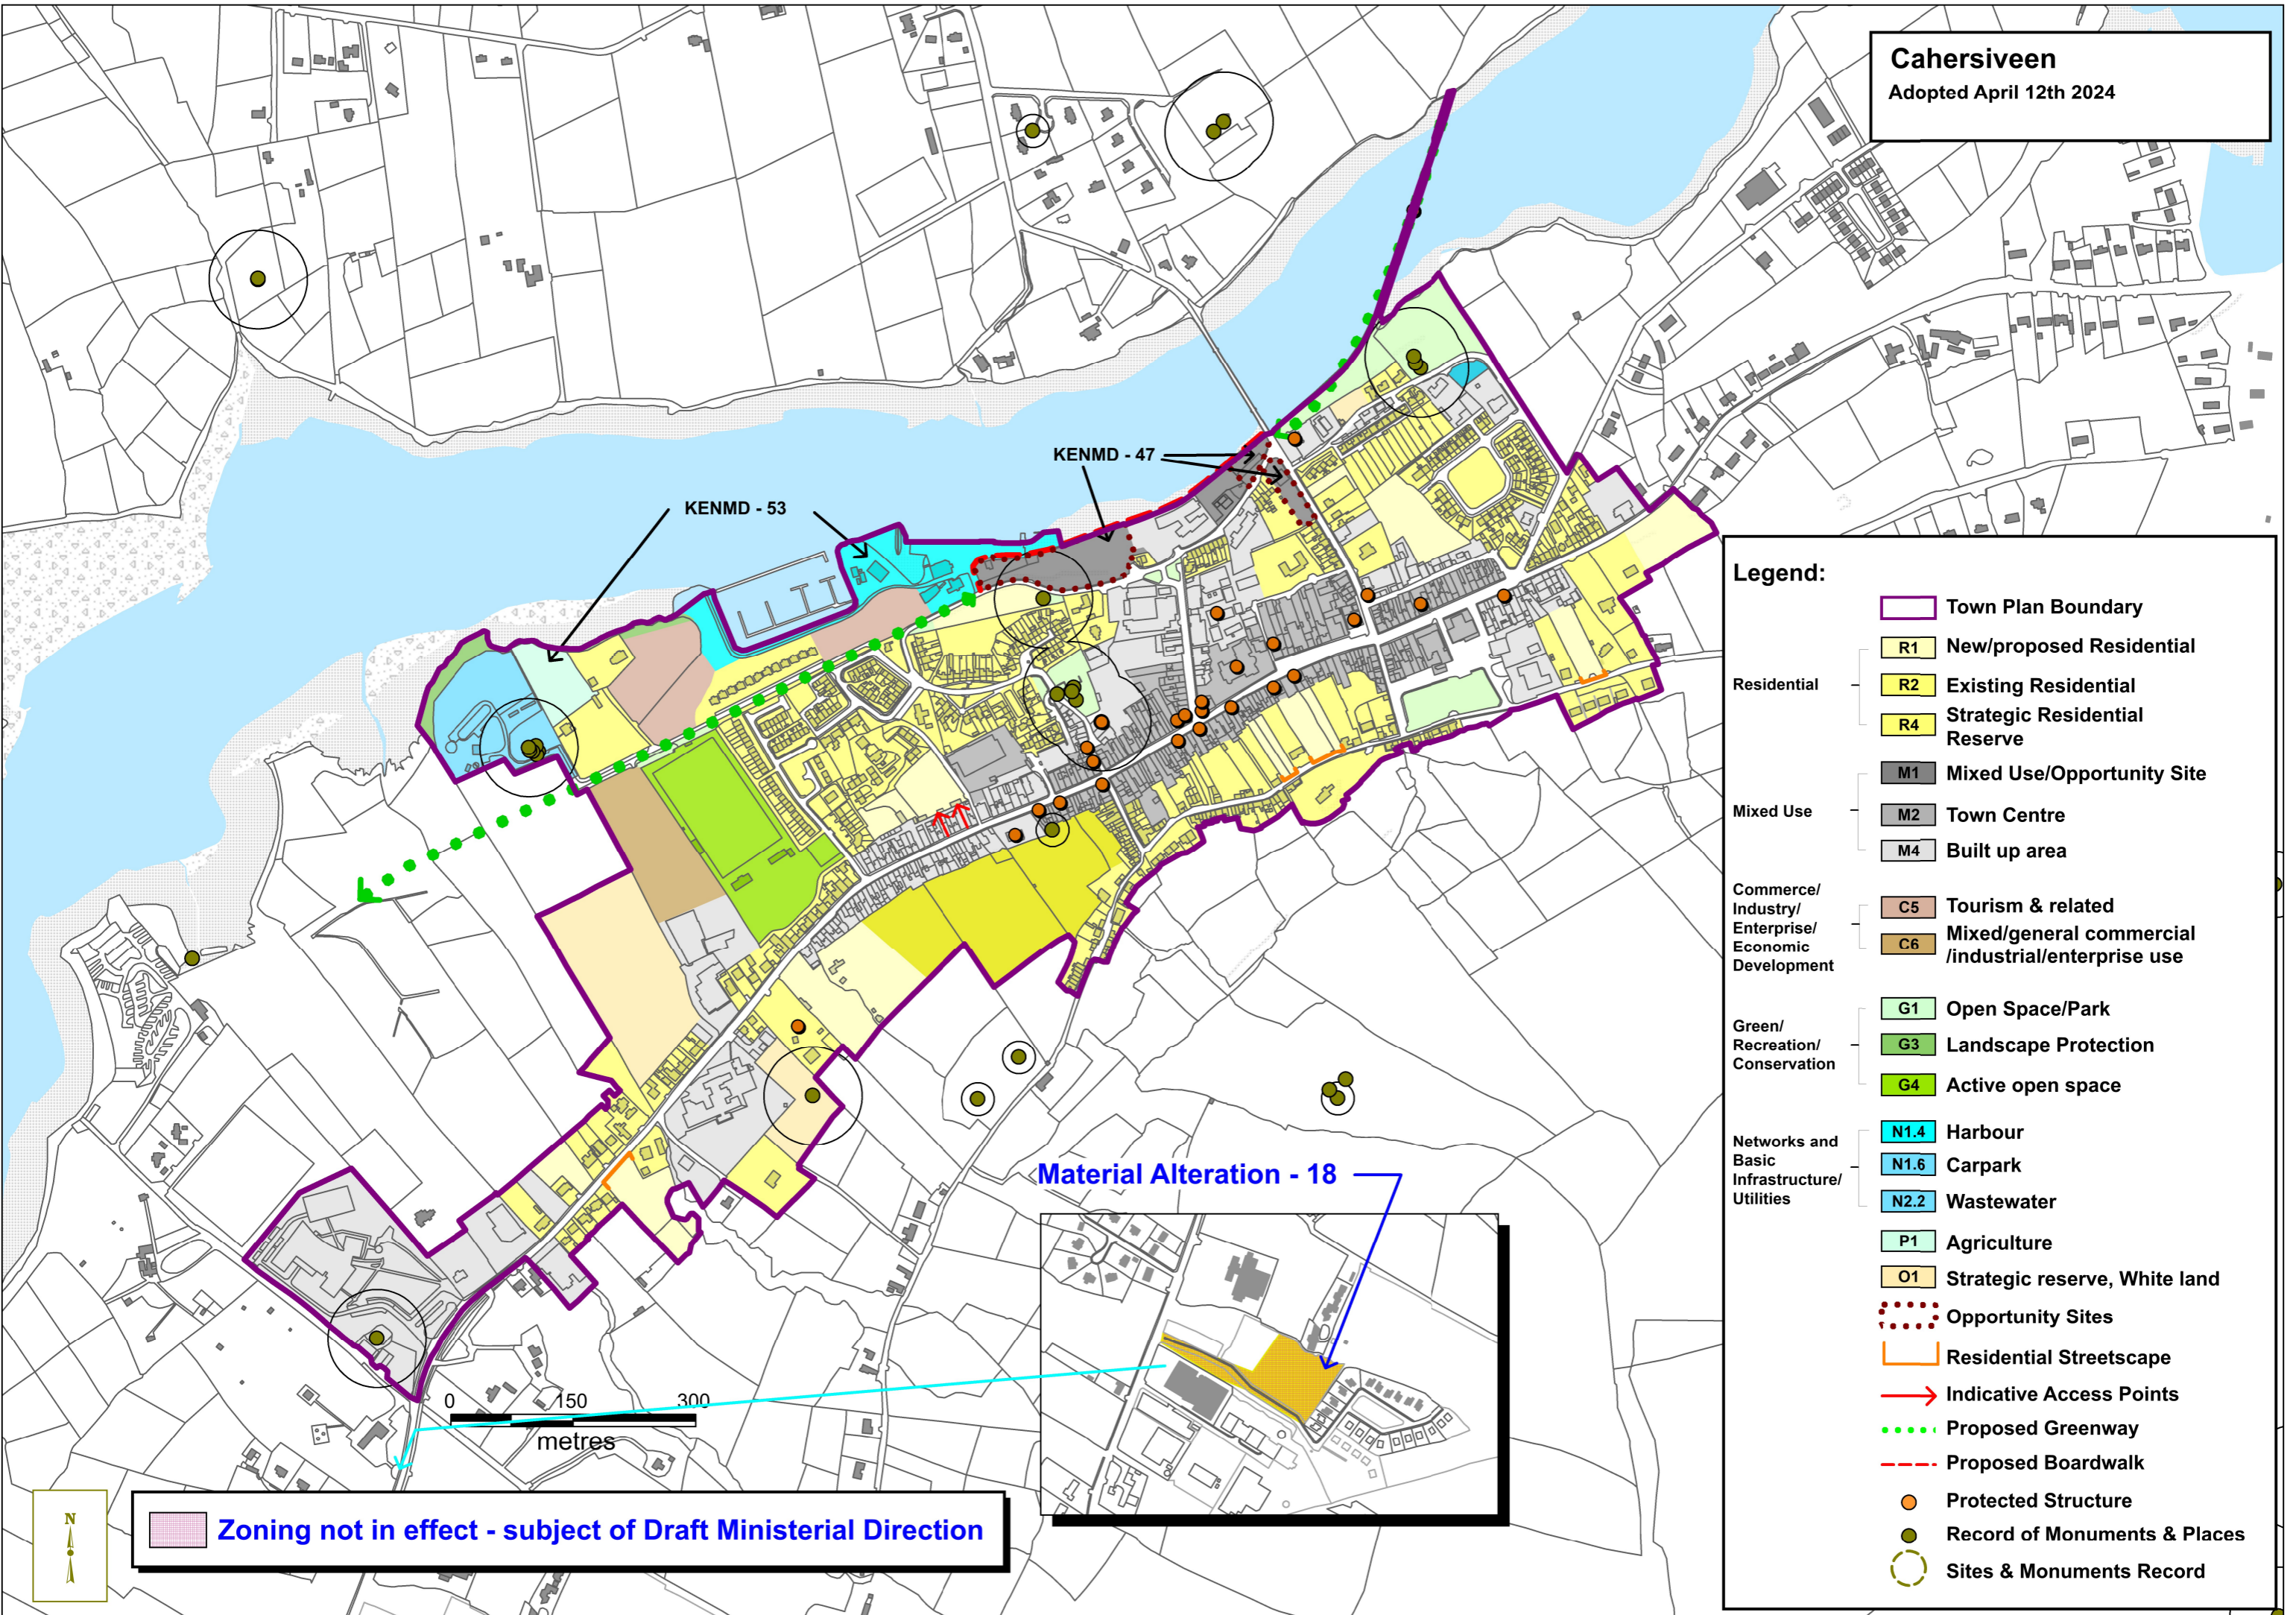 Cahersiveen
Adopted April 12th 2024
KENMD - 47
KENMD - 53
Legend:
Town Plan Boundary
Residential
R1 New/proposed Residential
R2 Existing Residential
R4 Strategic Residential
Reserve
Mixed Use
M1 Mixed Use/Opportunity Site
M2 Town Centre
M4 Built up area
Commerce/
Industry/
Enterprise/
Economic
Development
C5 Tourism & related
C6 Mixed/general commercial
/industrial/enterprise use
Green/
Recreation/
Conservation
G1 Open Space/Park
G3 Landscape Protection
G4 Active open space
Networks and
Basic
Infrastructure/
Utilities
N1.4 Harbour
N1.6 Carpark
N2.2 Wastewater
P1 Agriculture
O1 Strategic reserve, White land
Opportunity Sites
Residential Streetscape
Indicative Access Points
Proposed Greenway
Proposed Boardwalk
Protected Structure
Record of Monuments & Places
Sites & Monuments Record
Material Alteration - 18
0 150 300
metres
N
Zoning not in effect - subject of Draft Ministerial Direction